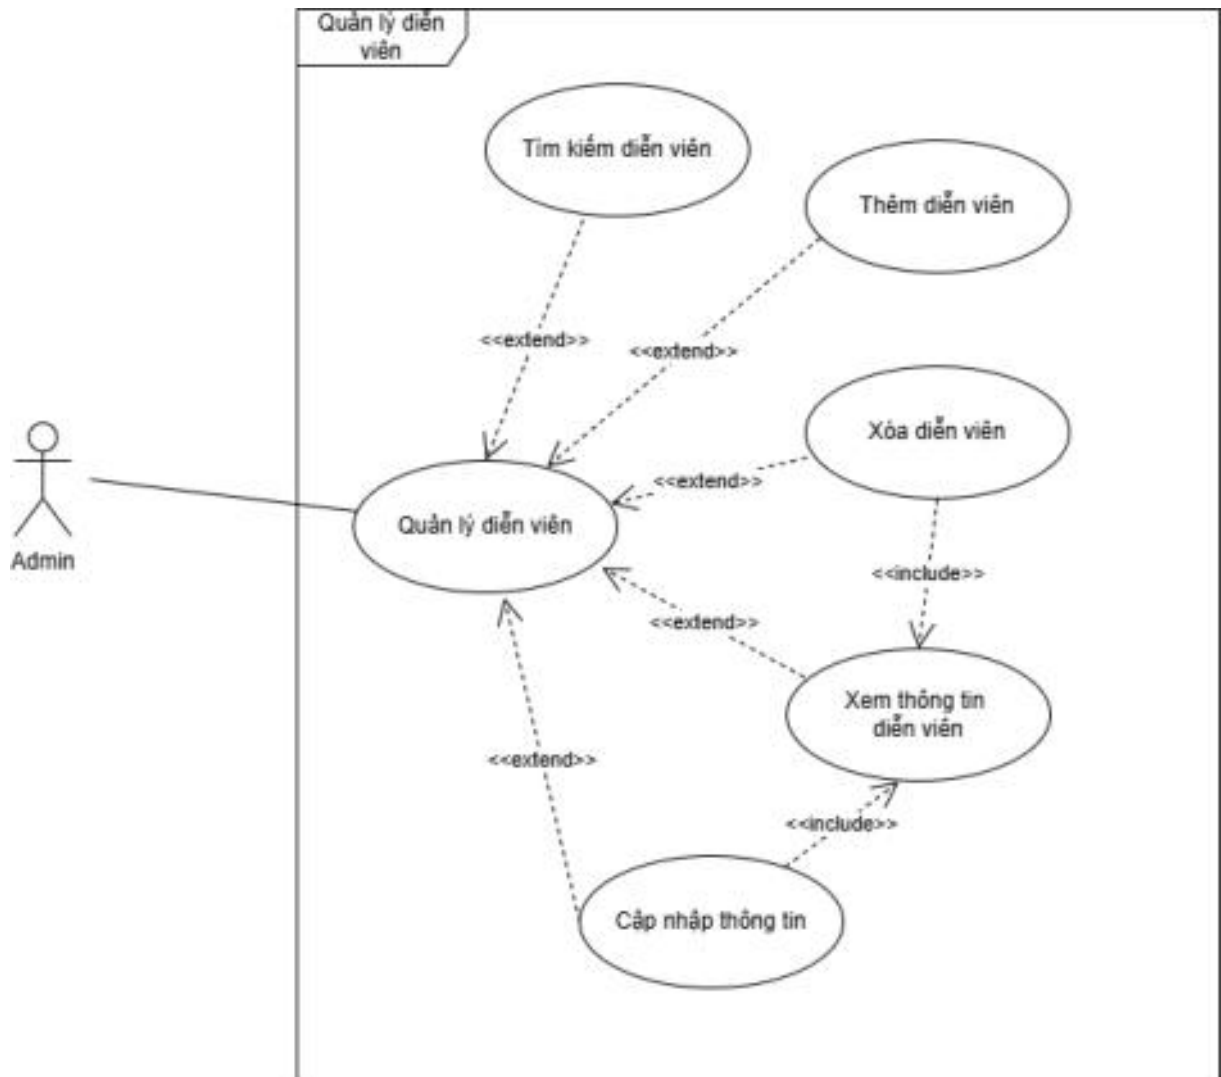 Quản lý diễn
viên
Tìm kiếm diễn viên
Thêm diễn viên
<<extend>>
<<extend>>
Xóa diễn viên
<<extend>>
Quản lý diễn viên
Admin
<<include>>
<<extend>>
Xem thông tin
diễn viên
<<extend>>
<<include>>
Cập nhập thông tin